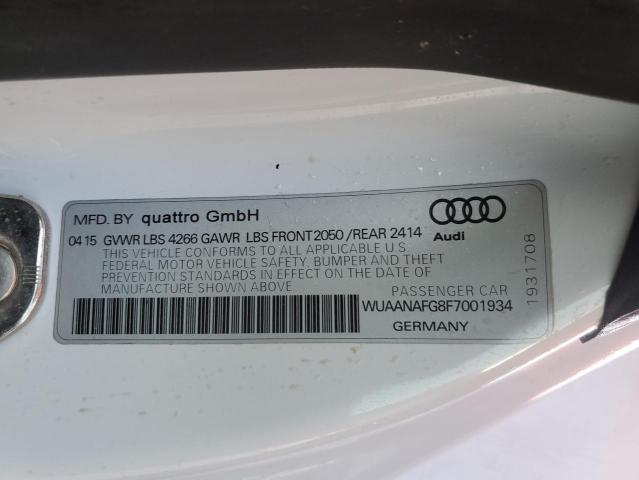 MFD. BY quattro GmbH
04 15 GVWR LBS 4266 GAWR LBS FRONT 2050 /REAR 2414
Audi
THIS VEHICLE CONFORMS TO ALL APPLICABLE U S
FEDERAL MOTOR VEHICLE SAFETY, BUMPER AND THEFT
PREVENTION STANDARDS IN EFFECT ON THE DATE OF
MANUFACTURE SHOWN ABOVE
PASSENGER CAR
WUAANAFG8F7001934
GERMANY
1931708